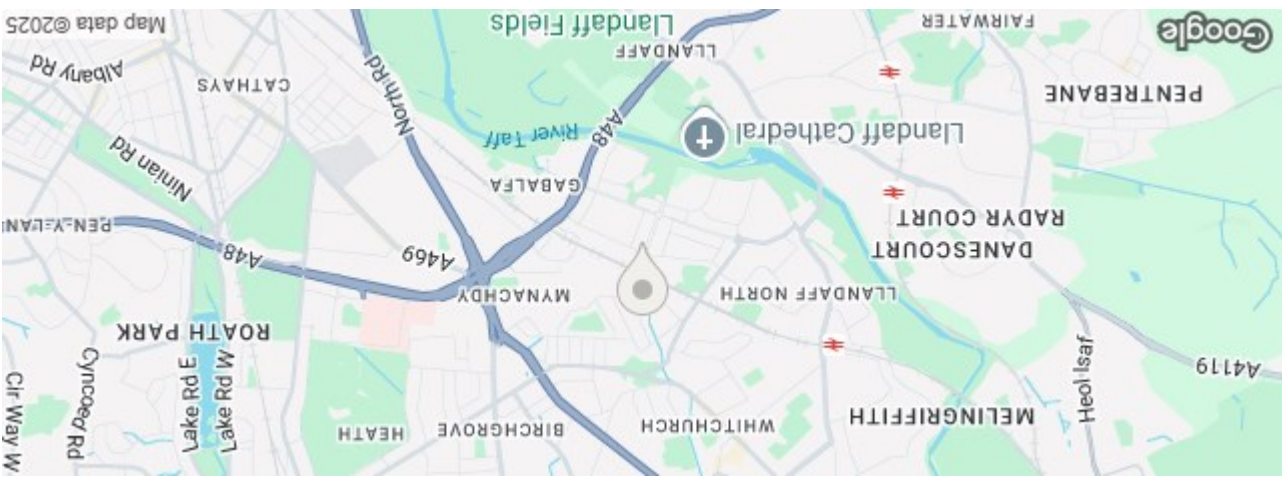 MELINGRIFFITH
WHITCHURCH
BIRCHGROVE
HEATH
A4119
Heol Isaf
Lake Rd W
Lake Rd E
Cyncoed Rd
Cir Way W
ROATH PARK
LLANDAFF NORTH
MYNACHDY
A469
A48
DANESCOURT
RADYR COURT
PEN-Y-LAN
GABALFA
Ninian Rd
Llandaff Cathedral
River Taff
A48
PENTREBANE
North Rd
CATHAYS
Albany Rd
LLANDAFF
FAIRWATER
Llandaff Fields
Google
Map data ©2025